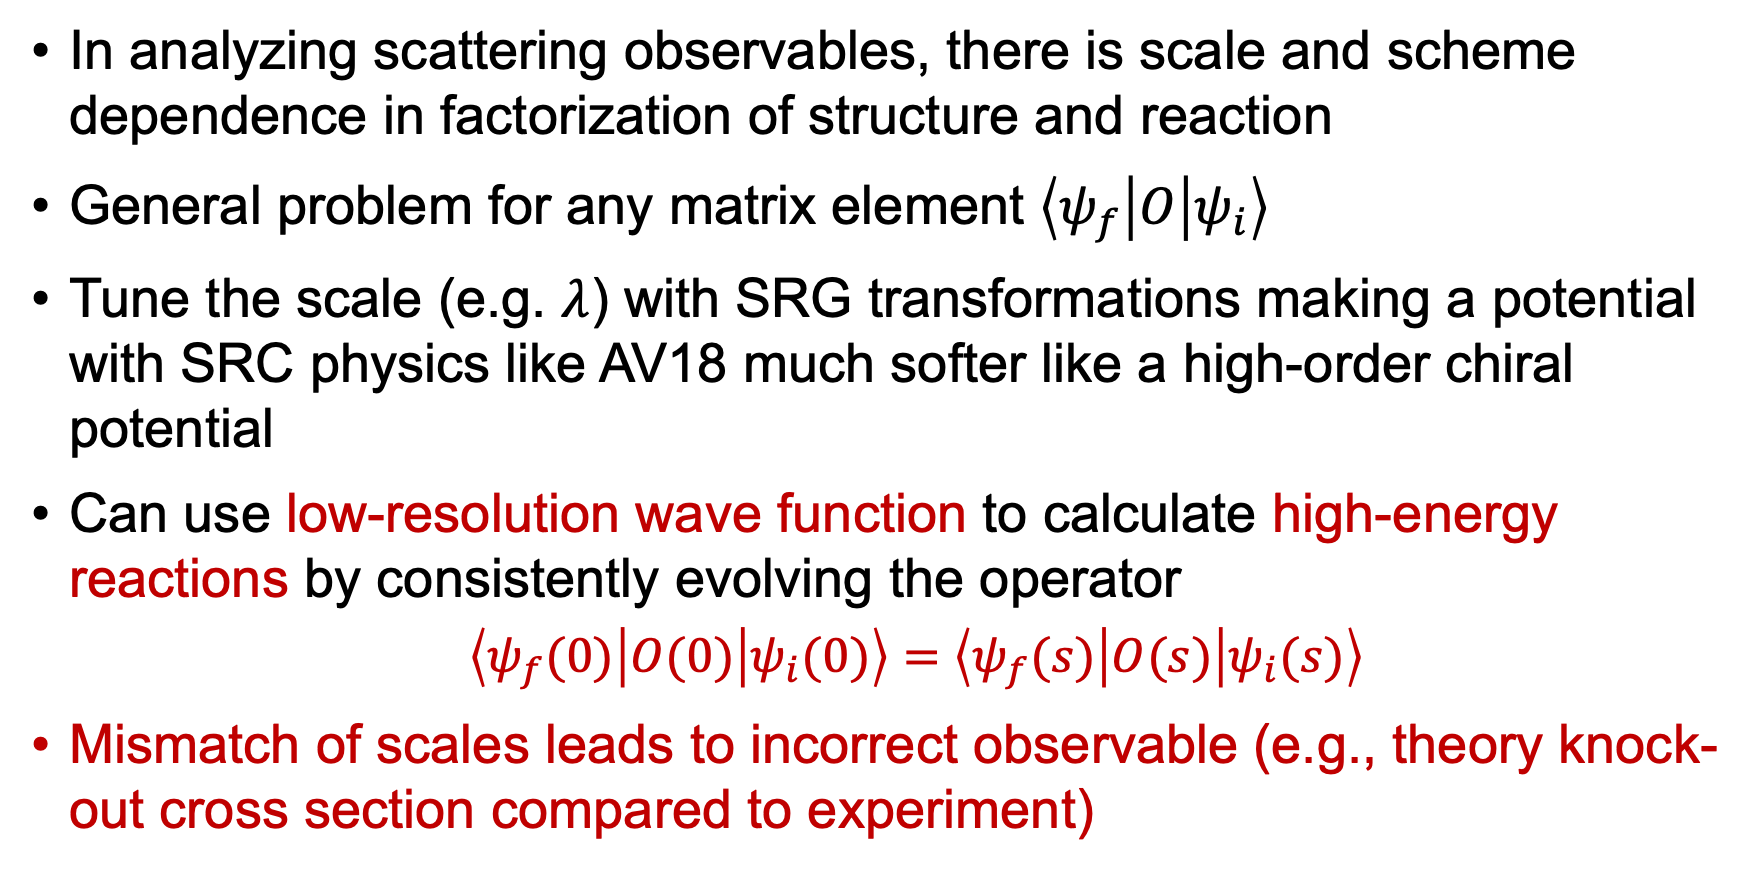 • In analyzing scattering observables, there is scale and scheme
dependence in factorization of structure and reaction
• General problem for any matrix element ⟨ψ_f|O|ψ_i⟩
• Tune the scale (e.g. λ) with SRG transformations making a potential
with SRC physics like AV18 much softer like a high-order chiral
potential
• Can use low-resolution wave function to calculate high-energy
reactions by consistently evolving the operator
⟨ψ_f(0)|O(0)|ψ_i(0)⟩ = ⟨ψ_f(s)|O(s)|ψ_i(s)⟩
• Mismatch of scales leads to incorrect observable (e.g., theory knock-
out cross section compared to experiment)